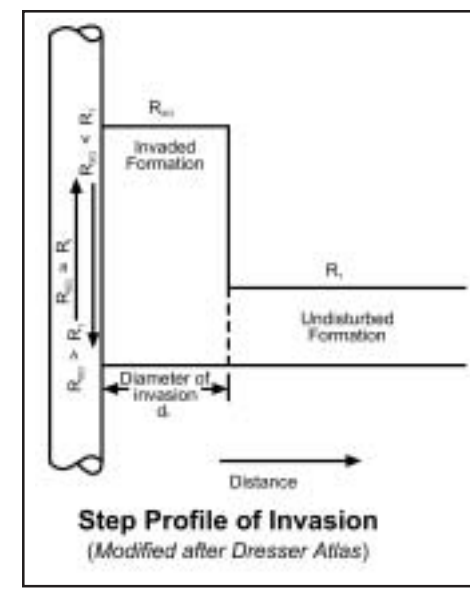 Rxo
Invaded
Formation
Rxo < Rt
Rxo ≅ Rt
Rxo > Rt
Rt
Undisturbed
Formation
Diameter of
invasion
di
Distance
Step Profile of Invasion
(Modified after Dresser Atlas)